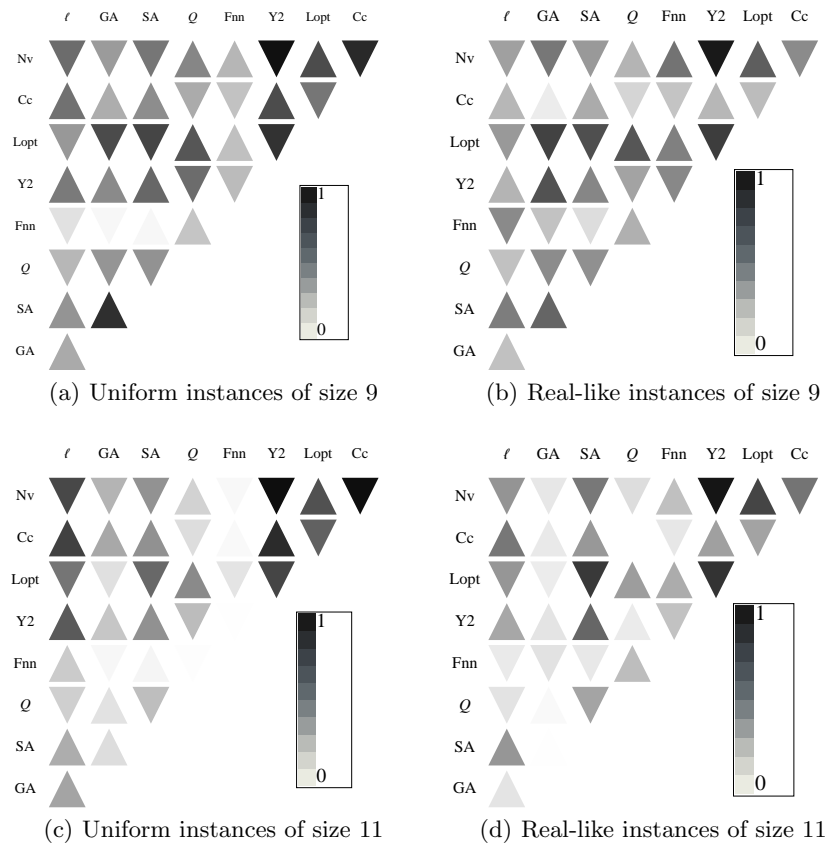 ℓ GA SA Q Fnn Y2 Lopt Cc
Nv
Cc
Lopt
Y2
Fnn
Q
SA
GA
1
0
(a) Uniform instances of size 9
ℓ GA SA Q Fnn Y2 Lopt Cc
Nv
Cc
Lopt
Y2
Fnn
Q
SA
GA
1
0
(b) Real-like instances of size 9
ℓ GA SA Q Fnn Y2 Lopt Cc
Nv
Cc
Lopt
Y2
Fnn
Q
SA
GA
1
0
(c) Uniform instances of size 11
ℓ GA SA Q Fnn Y2 Lopt Cc
Nv
Cc
Lopt
Y2
Fnn
Q
SA
GA
1
0
(d) Real-like instances of size 11